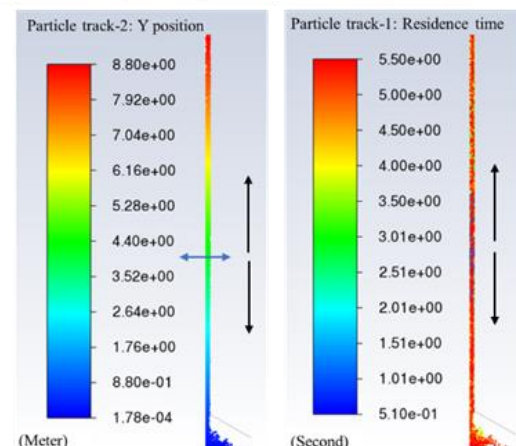 Particle track-2: Y position
8.80e+00
7.92e+00
7.04e+00
6.16e+00
5.28e+00
4.40e+00
3.52e+00
2.64e+00
1.76e+00
8.80e-01
1.78e-04
(Meter)
Particle track-1: Residence time
5.50e+00
5.00e+00
4.50e+00
4.00e+00
3.50e+00
3.01e+00
2.51e+00
2.01e+00
1.51e+00
1.01e+00
5.10e-01
(Second)